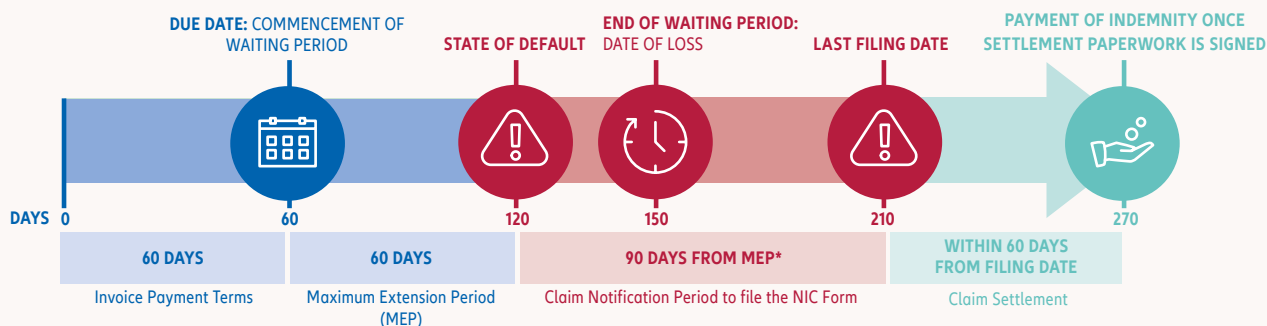 DUE DATE: COMMENCEMENT OF
WAITING PERIOD
STATE OF DEFAULT
END OF WAITING PERIOD:
DATE OF LOSS
LAST FILING DATE
PAYMENT OF INDEMNITY ONCE
SETTLEMENT PAPERWORK IS SIGNED
DAYS 0 60 120 150 210 270
60 DAYS
Invoice Payment Terms
60 DAYS
Maximum Extension Period
(MEP)
90 DAYS FROM MEP*
Claim Notification Period to file the NIC Form
WITHIN 60 DAYS
FROM FILING DATE
Claim Settlement